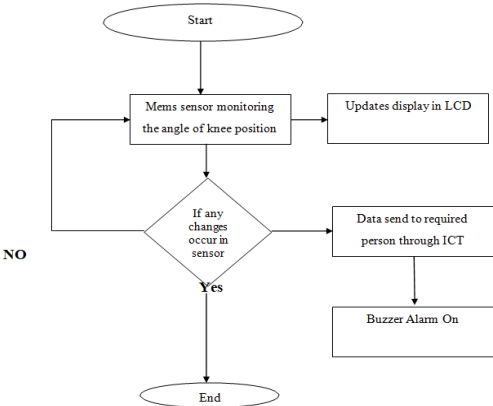 Start
Mems sensor monitoring
the angle of knee position
Updates display in LCD
If any
changes
occur in
sensor
Data send to required
person through ICT
NO
Yes
Buzzer Alarm On
End